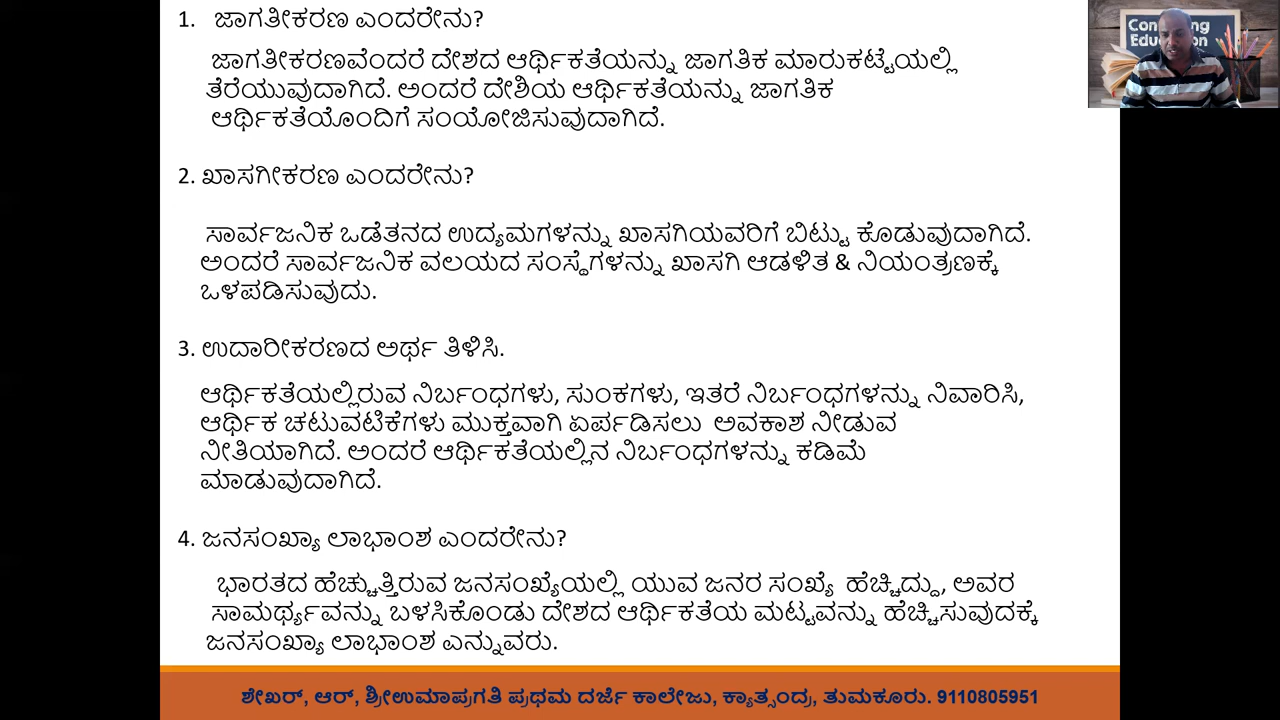 1. ಜಾಗತೀಕರಣ ಎಂದರೇನು?
ಜಾಗತೀಕರಣವೆಂದರೆ ದೇಶದ ಆರ್ಥಿಕತೆಯನ್ನು ಜಾಗತಿಕ ಮಾರುಕಟ್ಟೆಯಲ್ಲಿ
ತೆರೆಯುವುದಾಗಿದೆ. ಅಂದರೆ ದೇಶಿಯ ಆರ್ಥಿಕತೆಯನ್ನು ಜಾಗತಿಕ
ಆರ್ಥಿಕತೆಯೊಂದಿಗೆ ಸಂಯೋಜಿಸುವುದಾಗಿದೆ.
2. ಖಾಸಗೀಕರಣ ಎಂದರೇನು?
ಸಾರ್ವಜನಿಕ ಒಡೆತನದ ಉದ್ಯಮಗಳನ್ನು ಖಾಸಗಿಯವರಿಗೆ ಬಿಟ್ಟು ಕೊಡುವುದಾಗಿದೆ.
ಅಂದರೆ ಸಾರ್ವಜನಿಕ ವಲಯದ ಸಂಸ್ಥೆಗಳನ್ನು ಖಾಸಗಿ ಆಡಳಿತ & ನಿಯಂತ್ರಣಕ್ಕೆ
ಒಳಪಡಿಸುವುದು.
3. ಉದಾರೀಕರಣದ ಅರ್ಥ ತಿಳಿಸಿ.
ಆರ್ಥಿಕತೆಯಲ್ಲಿರುವ ನಿರ್ಬಂಧಗಳು, ಸುಂಕಗಳು, ಇತರೆ ನಿರ್ಬಂಧಗಳನ್ನು ನಿವಾರಿಸಿ,
ಆರ್ಥಿಕ ಚಟುವಟಿಕೆಗಳು ಮುಕ್ತವಾಗಿ ಏರ್ಪಡಿಸಲು ಅವಕಾಶ ನೀಡುವ
ನೀತಿಯಾಗಿದೆ. ಅಂದರೆ ಆರ್ಥಿಕತೆಯಲ್ಲಿನ ನಿರ್ಬಂಧಗಳನ್ನು ಕಡಿಮೆ
ಮಾಡುವುದಾಗಿದೆ.
4. ಜನಸಂಖ್ಯಾ ಲಾಭಾಂಶ ಎಂದರೇನು?
ಭಾರತದ ಹೆಚ್ಚುತ್ತಿರುವ ಜನಸಂಖ್ಯೆಯಲ್ಲಿ ಯುವ ಜನರ ಸಂಖ್ಯೆ ಹೆಚ್ಚಿದ್ದು, ಅವರ
ಸಾಮರ್ಥ್ಯವನ್ನು ಬಳಸಿಕೊಂಡು ದೇಶದ ಆರ್ಥಿಕತೆಯ ಮಟ್ಟವನ್ನು ಹೆಚ್ಚಿಸುವುದಕ್ಕೆ
ಜನಸಂಖ್ಯಾ ಲಾಭಾಂಶ ಎನ್ನುವರು.
ಶೇಖರ್, ಆರ್, ಶ್ರೀಉಮಾಪ್ರಗತಿ ಪ್ರಥಮ ದರ್ಜೆ ಕಾಲೇಜು, ಕ್ಯಾತ್ಸಂದ್ರ, ತುಮಕೂರು. 9110805951